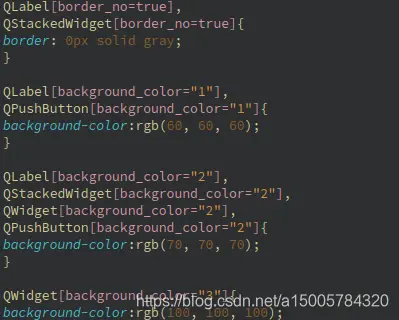 QLabel[border_no=true],
QStackedWidget[border_no=true]{
border: 0px solid gray;
}
QLabel[background_color="1"],
QPushButton[background_color="1"]{
background-color:rgb(60, 60, 60);
}
QLabel[background_color="2"],
QStackedWidget[background_color="2"],
QWidget[background_color="2"],
QPushButton[background_color="2"]{
background-color:rgb(70, 70, 70);
}
QWidget[background_color="3"]{
background-color:rgb(100, 100, 100);
https://blog.csdn.net/a15005784320